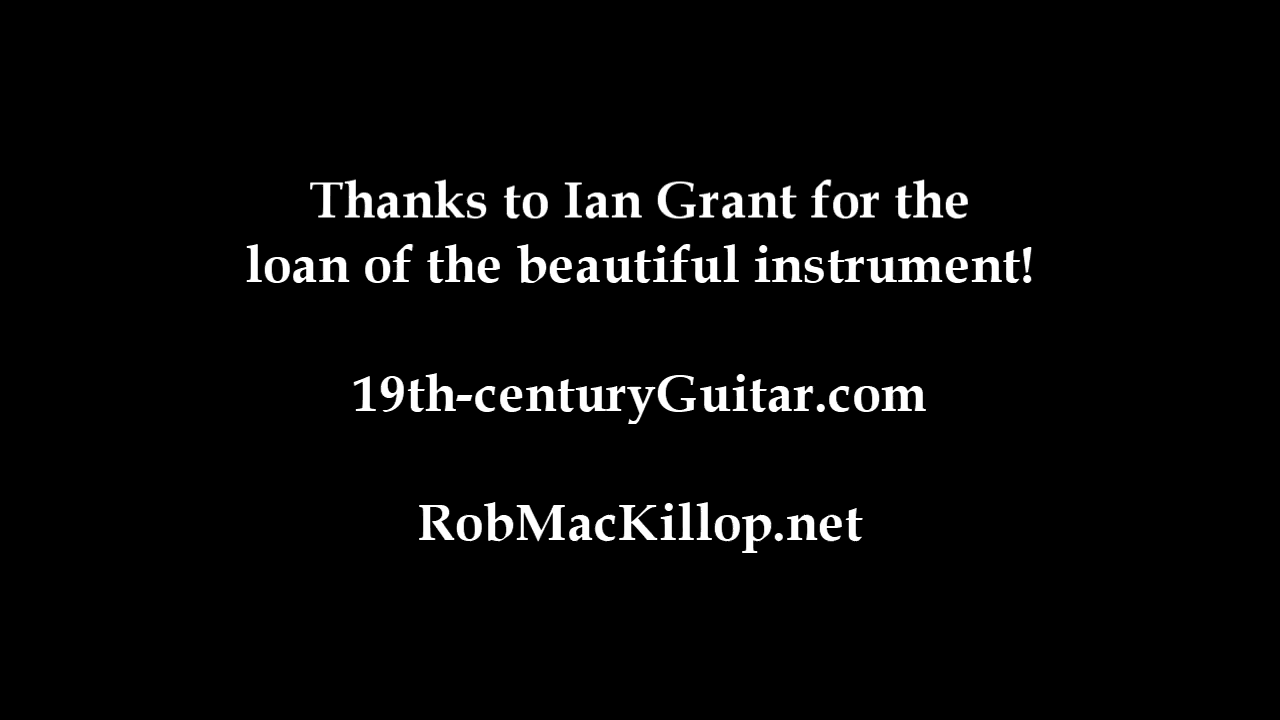 Thanks to Ian Grant for the
loan of the beautiful instrument!
19th-centuryGuitar.com
RobMacKillop.net